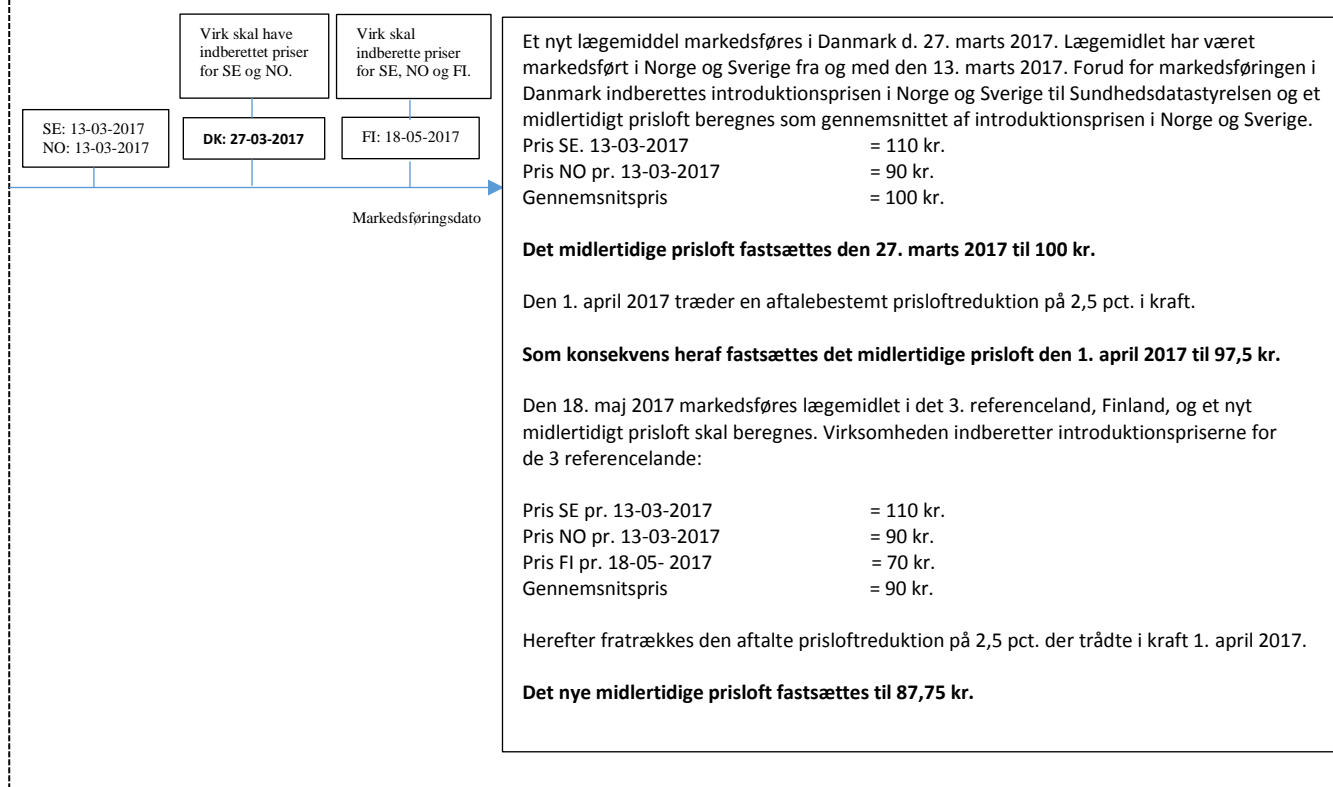 Virk skal have
indberettet priser
for SE og NO.
Virk skal
indberette priser
for SE, NO og FI.
SE: 13-03-2017
NO: 13-03-2017
DK: 27-03-2017
FI: 18-05-2017
Markedsføringsdato
Et nyt lægemiddel markedsføres i Danmark d. 27. marts 2017. Lægemidlet har været
markedsført i Norge og Sverige fra og med den 13. marts 2017. Forud for markedsføringen i
Danmark indberettes introduktionsprisen i Norge og Sverige til Sundhedsdatastyrelsen og et
midlertidigt prisloft beregnes som gennemsnittet af introduktionsprisen i Norge og Sverige.
Pris SE. 13-03-2017 = 110 kr.
Pris NO pr. 13-03-2017 = 90 kr.
Gennemsnitspris = 100 kr.
Det midlertidige prisloft fastsættes den 27. marts 2017 til 100 kr.
Den 1. april 2017 træder en aftalebestemt prisloftreduktion på 2,5 pct. i kraft.
Som konsekvens heraf fastsættes det midlertidige prisloft den 1. april 2017 til 97,5 kr.
Den 18. maj 2017 markedsføres lægemidlet i det 3. referenceland, Finland, og et nyt
midlertidigt prisloft skal beregnes. Virksomheden indberetter introduktionspriserne for
de 3 referencelande:
Pris SE pr. 13-03-2017 = 110 kr.
Pris NO pr. 13-03-2017 = 90 kr.
Pris FI pr. 18-05- 2017 = 70 kr.
Gennemsnitspris = 90 kr.
Herefter fratrækkes den aftalte prisloftreduktion på 2,5 pct. der trådte i kraft 1. april 2017.
Det nye midlertidige prisloft fastsættes til 87,75 kr.